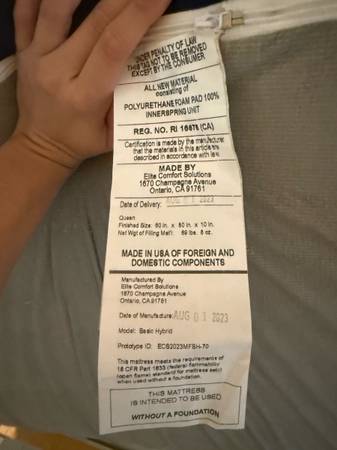 UNDER PENALTY OF LAW
THIS TAG NOT TO BE REMOVED
EXCEPT BY THE CONSUMER
ALL NEW MATERIAL
consisting of
POLYURETHANE FOAM PAD 100%
INNERSPRING UNIT
REG. NO. RI (CA)
Certification is made by the manufacturer
that the materials in this article are
described in accordance with law.
MADE BY
Elite Comfort Solutions
1670 Champagne Avenue
Ontario, CA 91761
Date of Delivery: AUG 0 1 2023
Queen
Finished Size: 60 in. x 80 in. x 10 in.
Net Wgt of Filling Matl: 69 lbs. 8 oz.
MADE IN USA OF FOREIGN AND
DOMESTIC COMPONENTS
Manufactured By
Elite Comfort Solutions
1670 Champagne Avenue
Ontario, CA 91761
Date of Manufacture: AUG 0 1 2023
Model: Basic Hybrid
Prototype ID: ECS2023MFSH-70
This mattress meets the requirements of
16 CFR Part 1633 (federal flammability
(open flame) standard for mattress sets)
when used without a foundation.
THIS MATTRESS
IS INTENDED TO BE USED
WITHOUT A FOUNDATION